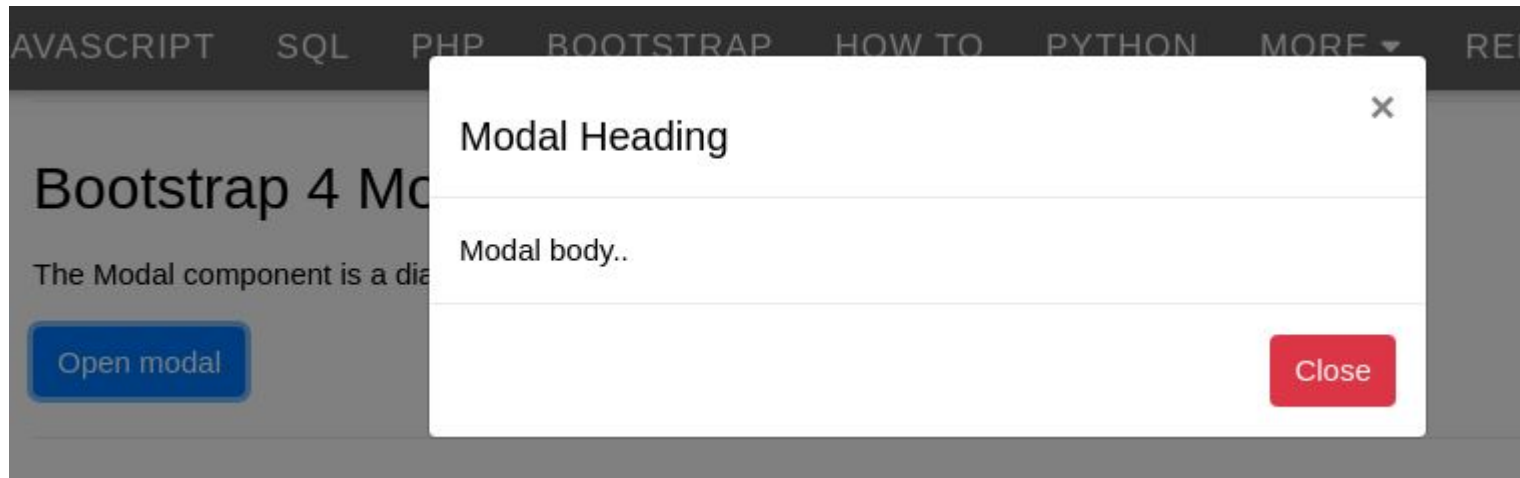 AVASCRIPT SQL PHP BOOTSTRAP HOW TO PYTHON MORE REI
Modal Heading ×
Bootstrap 4 Mo
Modal body..
The Modal component is a dia
Open modal
Close